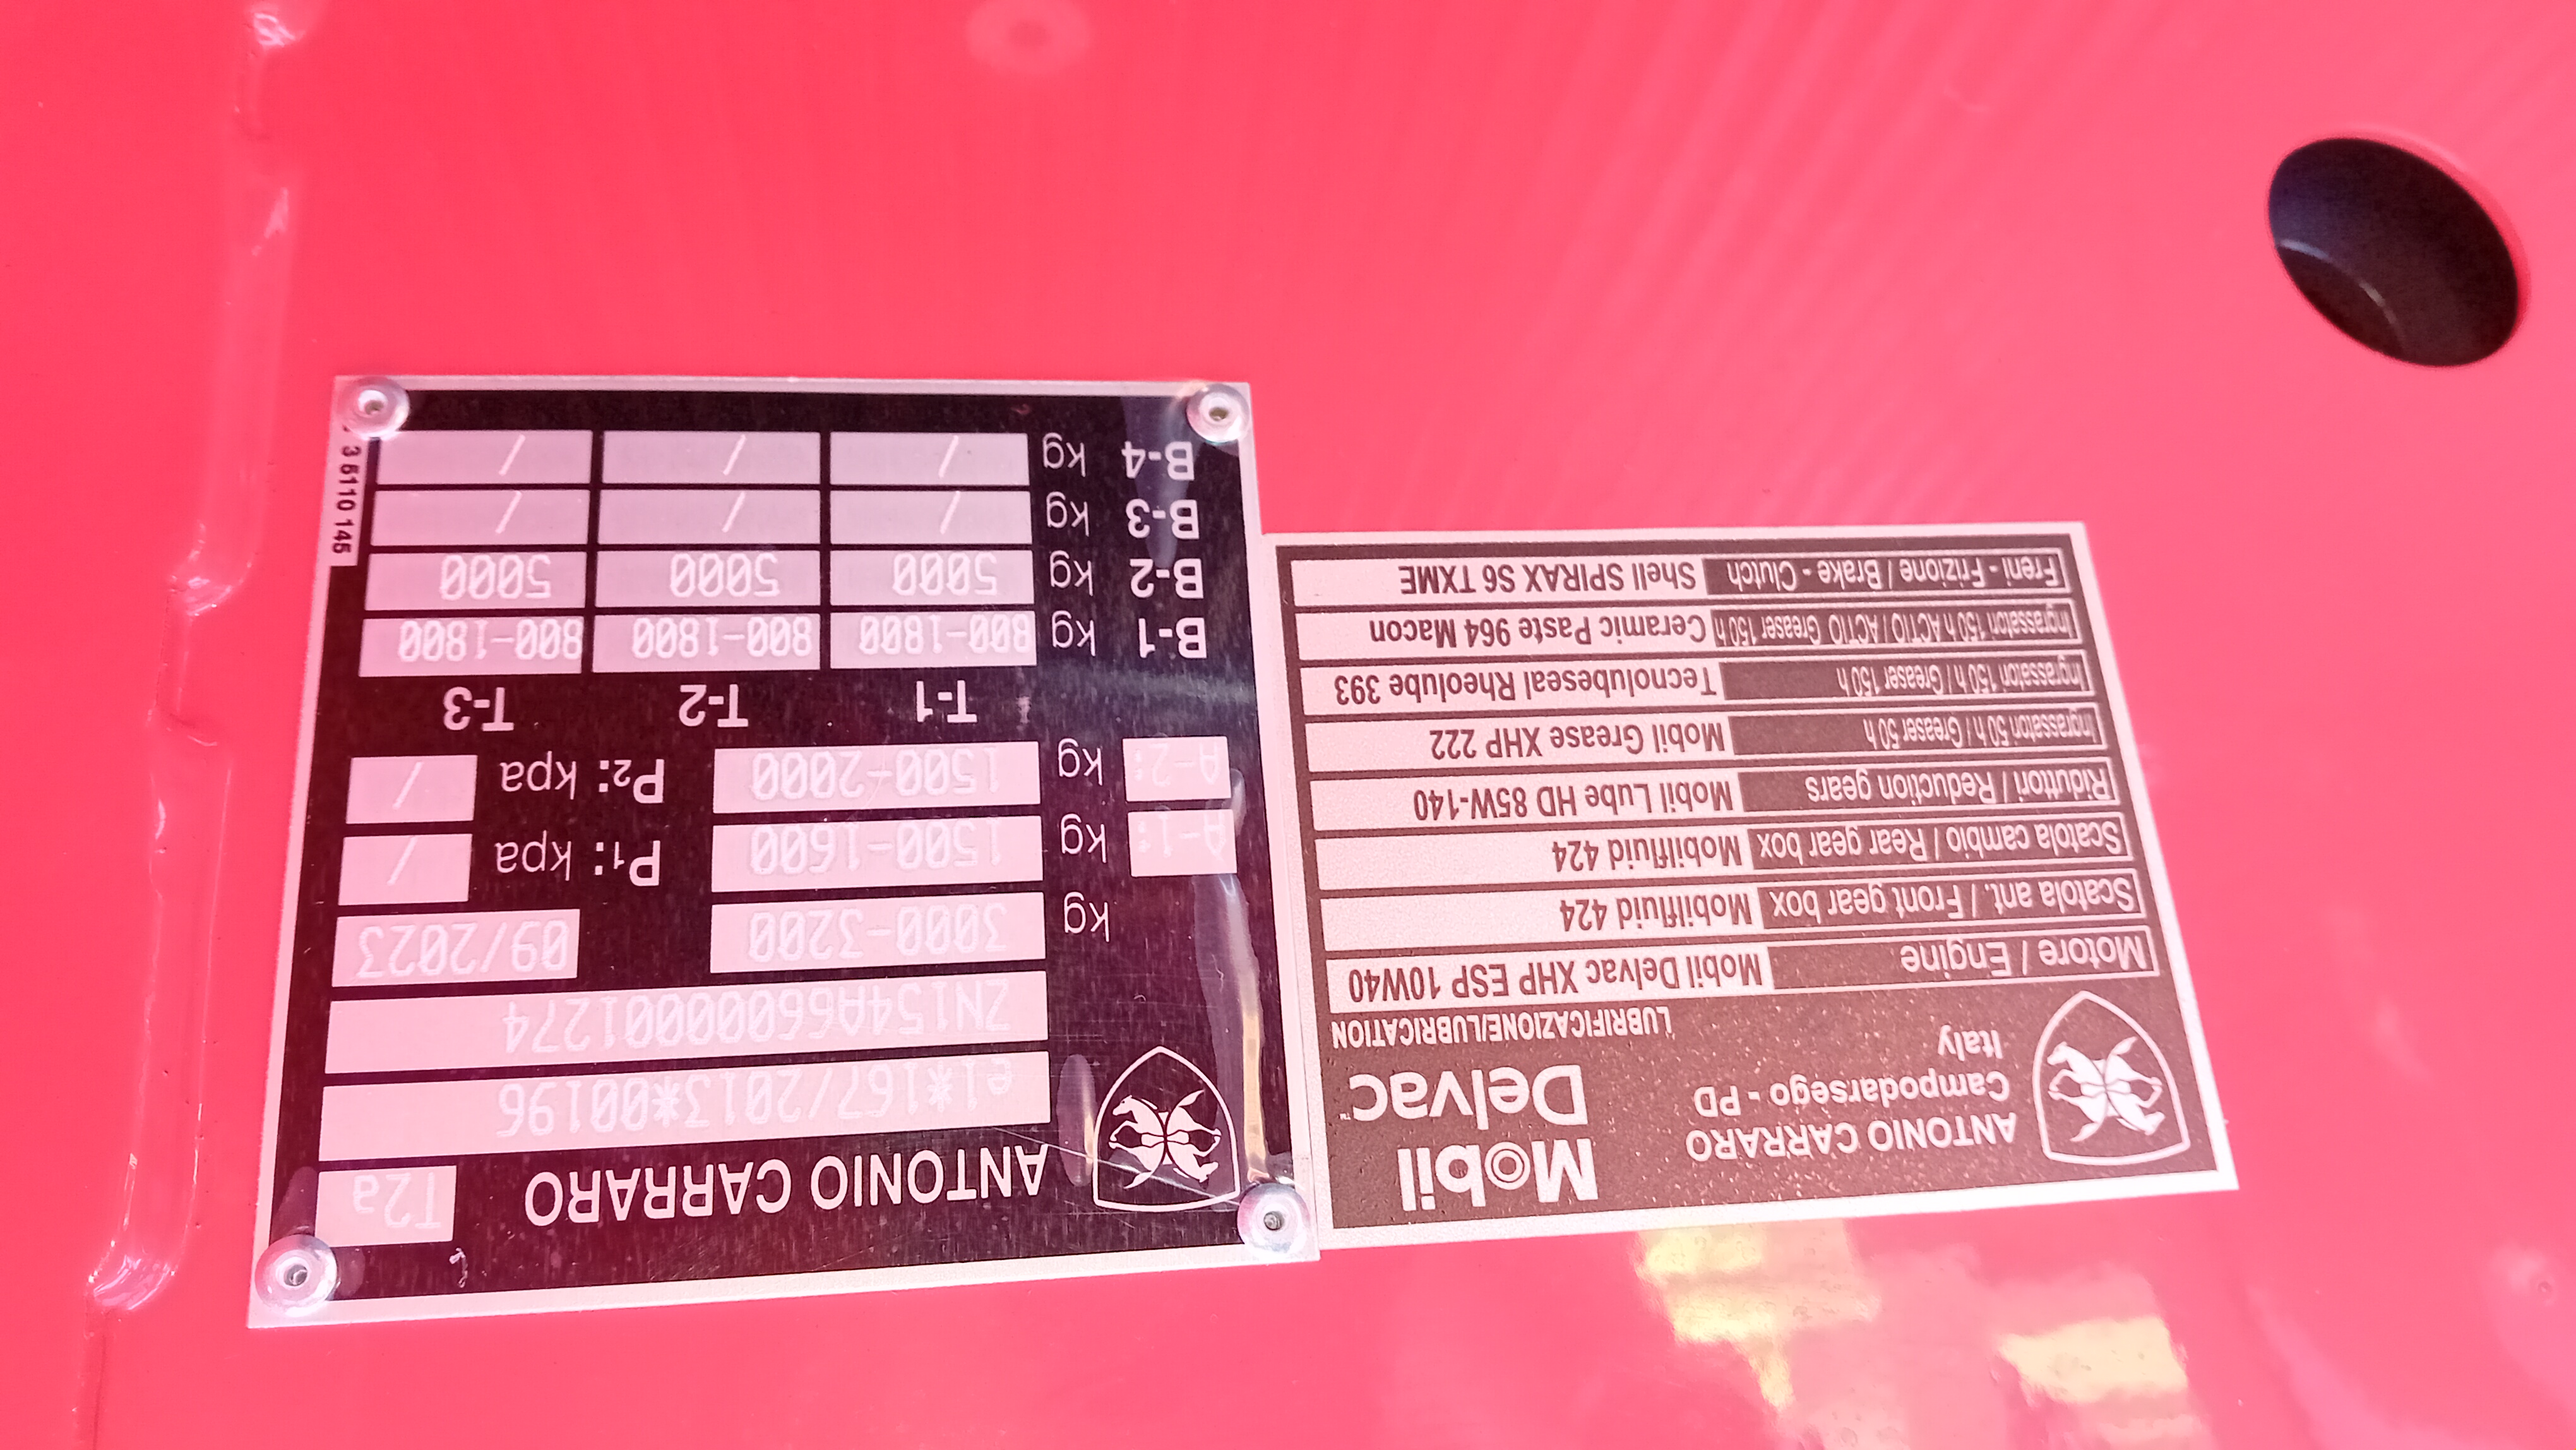 Mobil
Delvac™
ANTONIO CARRARO
Campodarsego - PD
Italy
LUBRIFICAZIONE/LUBRICATION
Motore / Engine Mobil Delvac XHP ESP 10W40
Scatola ant. / Front gear box Mobilfluid 424
Scatola cambio / Rear gear box Mobilfluid 424
Riduttori / Reduction gears Mobil Lube HD 85W-140
Ingrassatori 50 h / Greaser 50 h Mobil Grease XHP 222
Ingrassatori 150 h / Greaser 150 h Tecnolubeseal Rheolube 393
Ingrassatori 150 h ACTIO / ACTIO Greaser 150 h Ceramic Paste 964 Macon
Freni - Frizione / Brake - Clutch Shell SPIRAX S6 TXME
ANTONIO CARRARO T2a
e1*167/2013*00196
ZN154A66000001274
kg 3000-3200 09/2023
A-1: kg 1500-1600 P1: kpa /
A-2: kg 1500-2000 P2: kpa /
T-1 T-2 T-3
B-1 kg 800-1800 800-1800 800-1800
B-2 kg 5000 5000 5000
B-3 kg / / /
B-4 kg / / /
3 6110 145